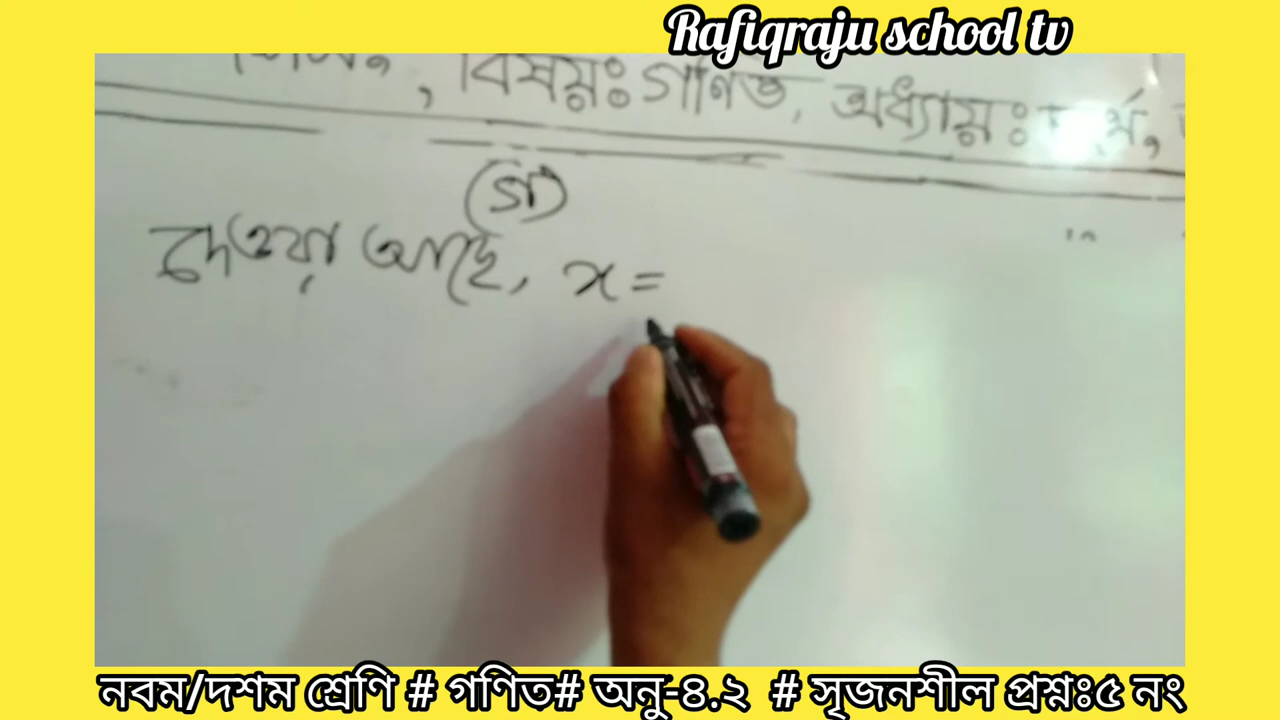 Rafiqraju school tv
, বিষয়ঃ গণিত, অধ্যায়ঃ
(গ)
দেওয়া আছে, x =
নবম/দশম শ্রেণি # গণিত# অনু-৪.২ # সৃজনশীল প্রশ্নঃ৫ নং